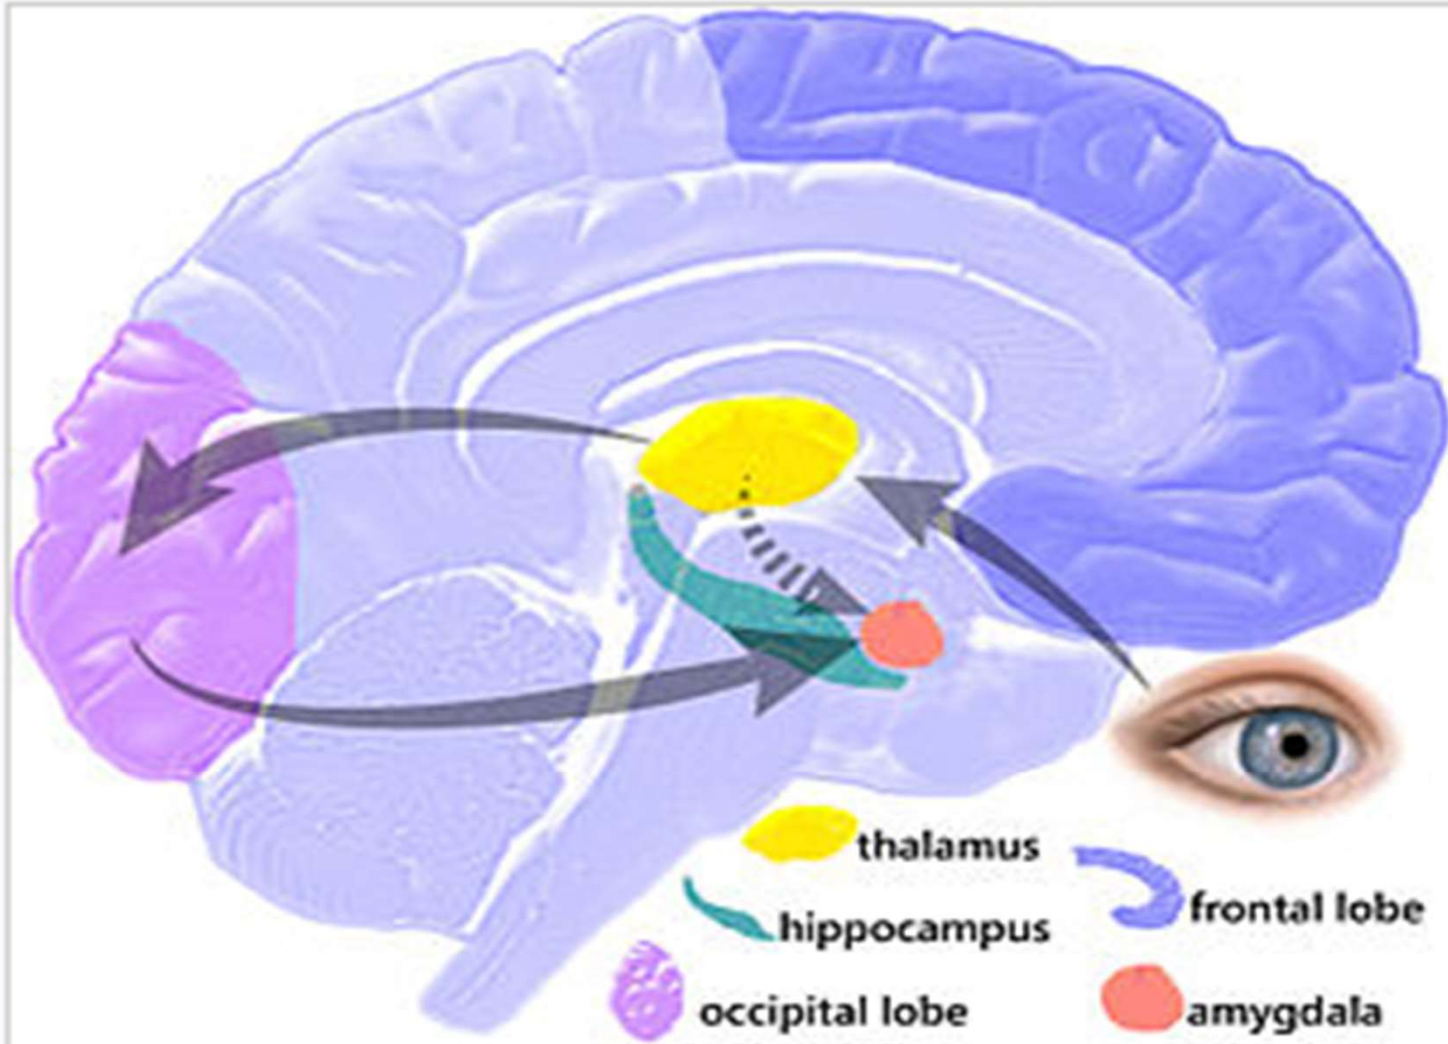 thalamus
frontal lobe
hippocampus
occipital lobe
amygdala